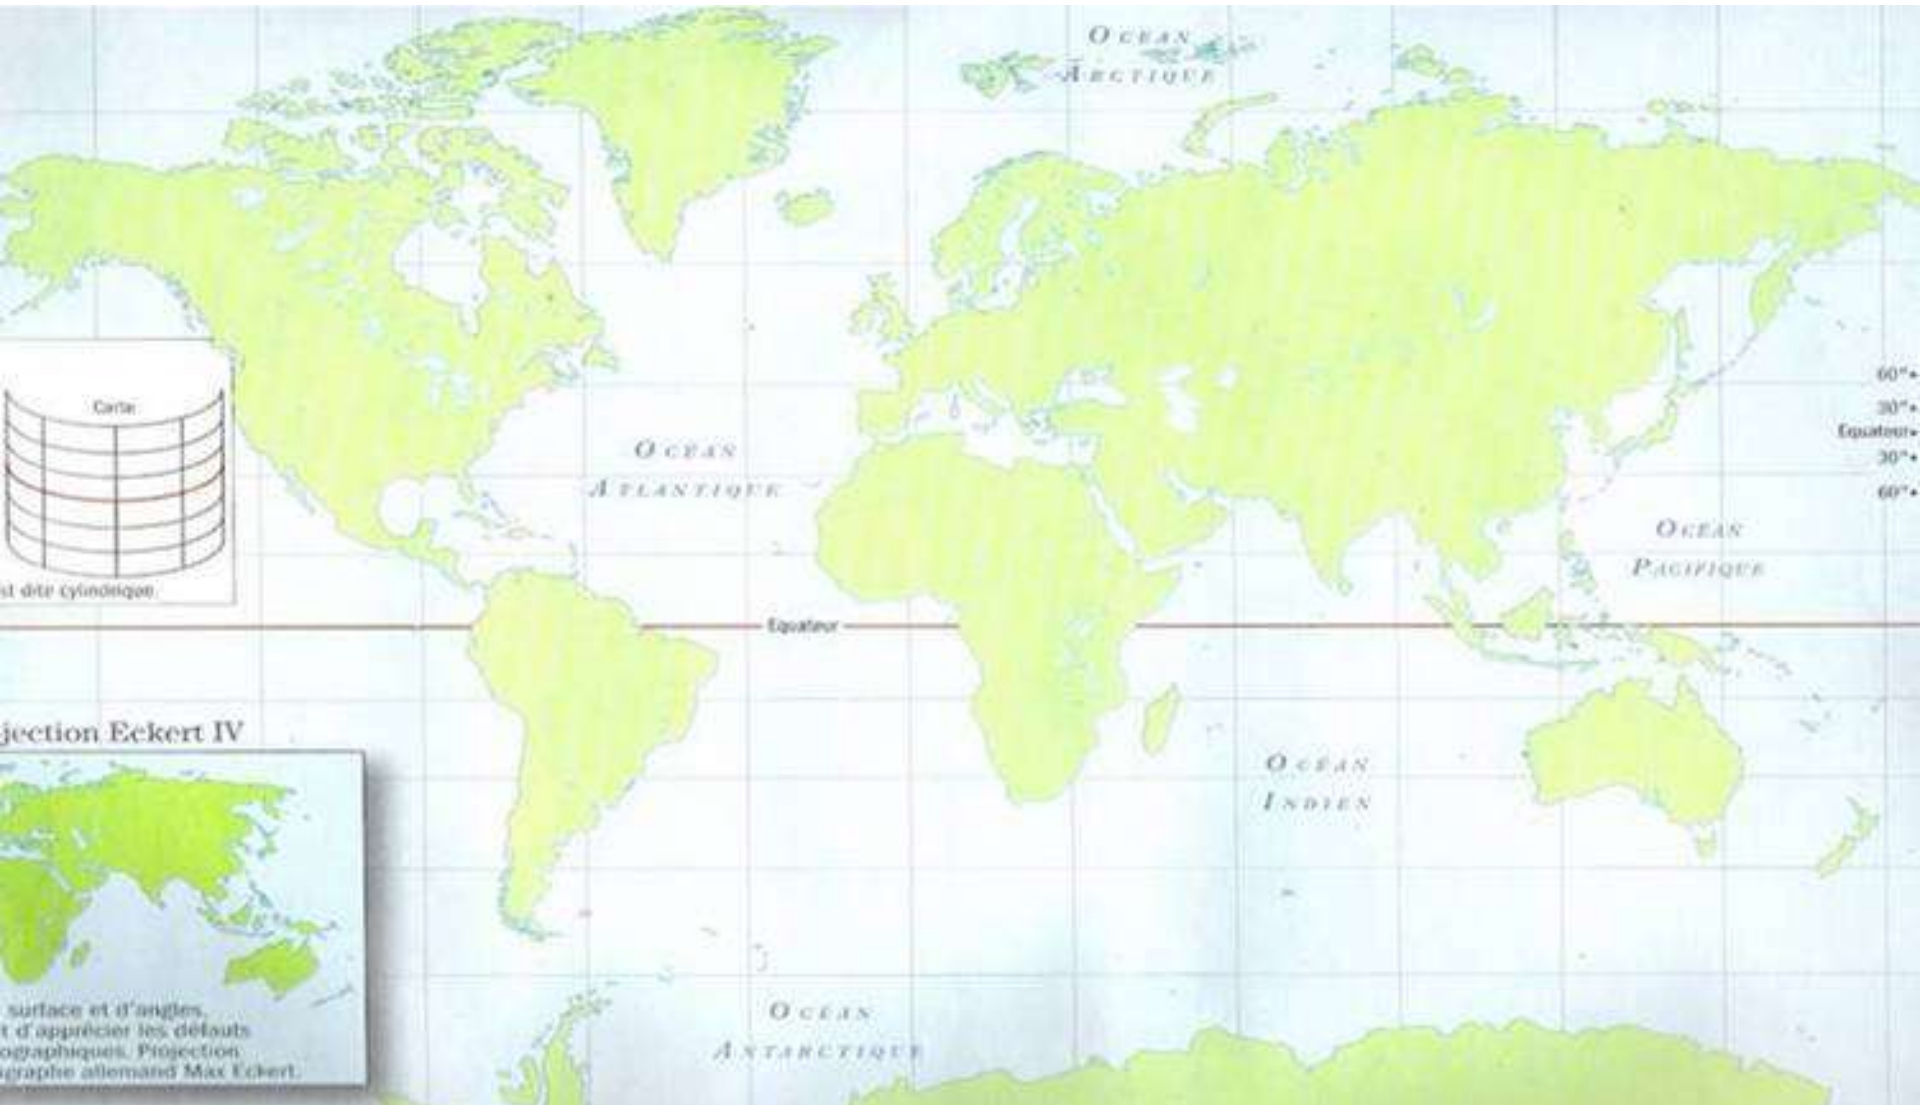 OCÉAN
ARCTIQUE
Carte
st dite cylindrique.
OCÉAN
ATLANTIQUE
60°
30°
Equateur
30°
60°
OCÉAN
PACIFIQUE
Equateur
jection Eckert IV
OCÉAN
INDIEN
surface et d'angles.
t d'apprécier les défauts
ographiques. Projection
graphe allemand Max Eckert.
OCÉAN
ANTARCTIQUE